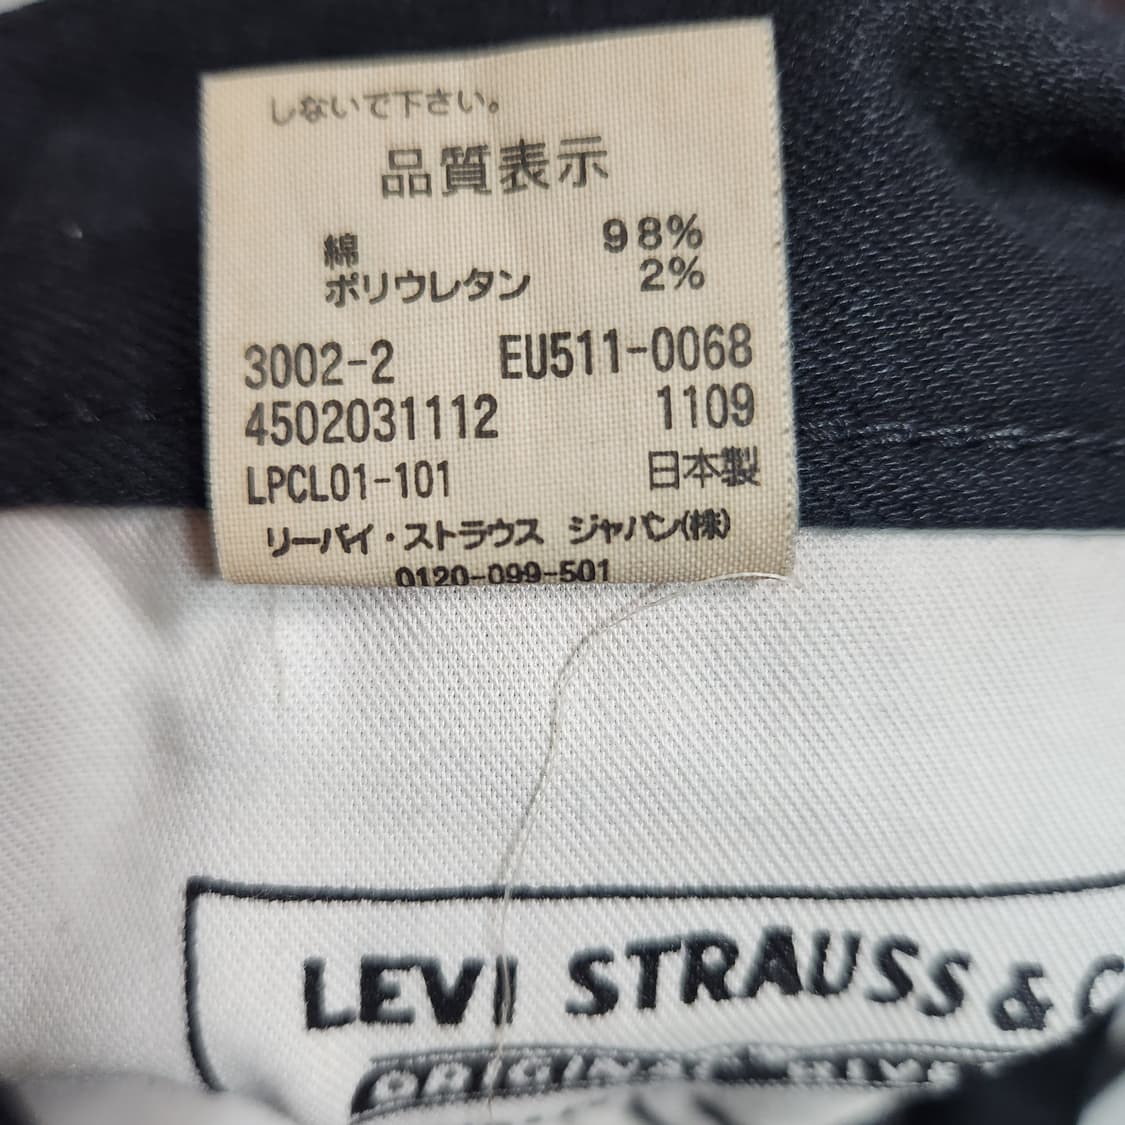 しないで下さい。
品質表示
綿 98%
ポリウレタン 2%
3002-2 EU511-0068
4502031112 1109
LPCL01-101 日本製
リーバイ・ストラウス ジャパン(株)
0120-099-501
LEVI STRAUSS & C
ORIGINAL RIVE